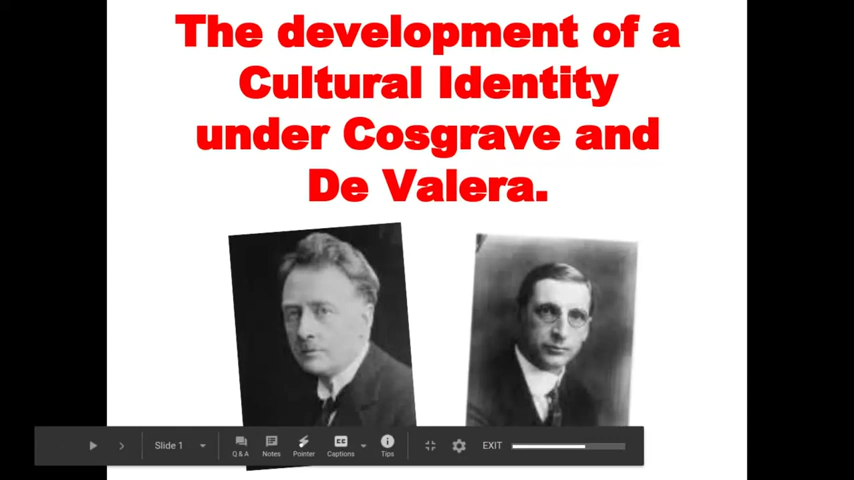 The development of a
Cultural Identity
under Cosgrave and
De Valera.
Slide 1
Q & A
Notes
Pointer
CC
Captions
Tips
EXIT